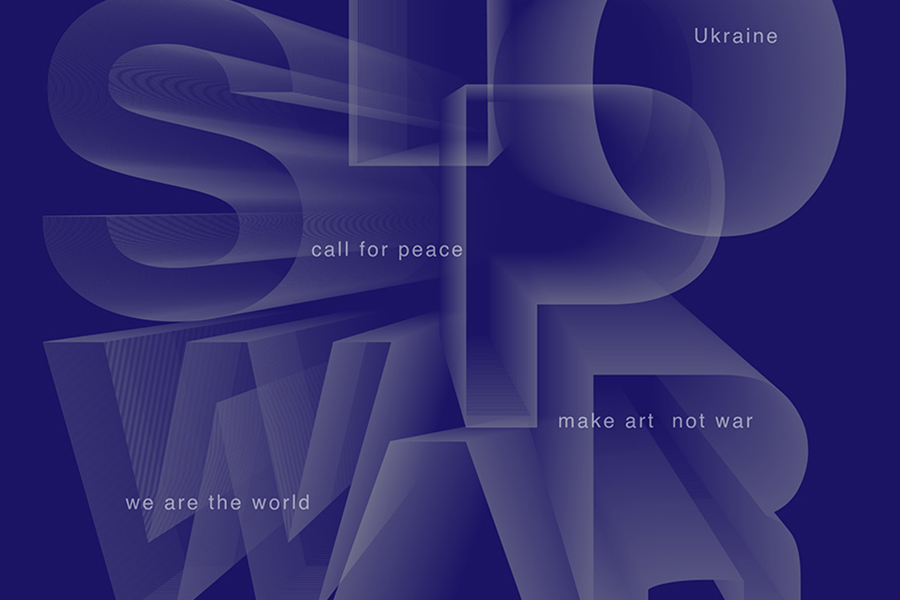 STOP
Ukraine
call for peace
WAR
make art not war
we are the world